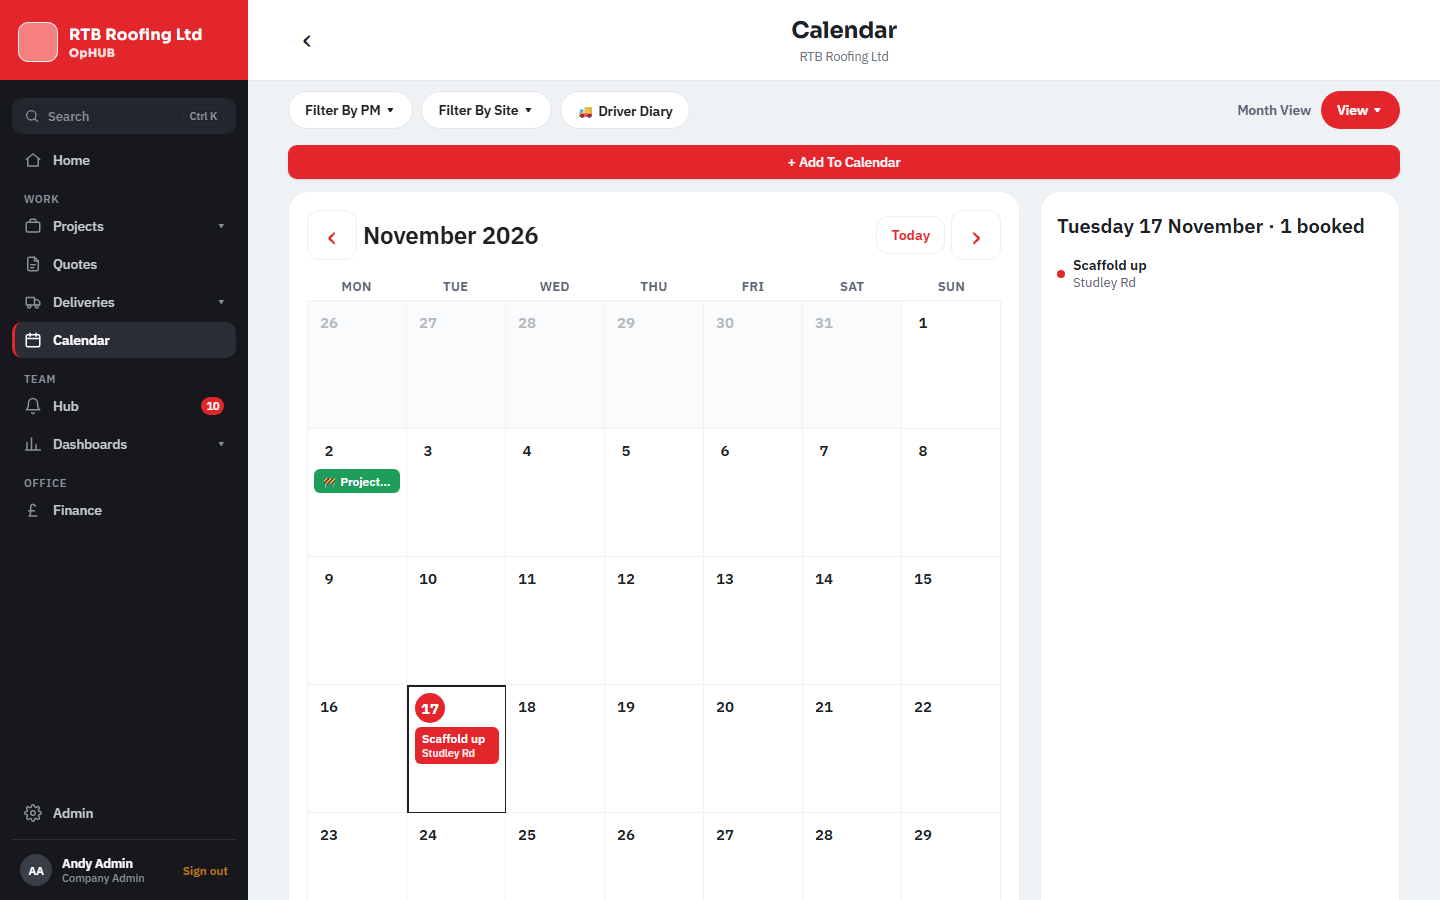 RTB Roofing Ltd
OpHUB
Search Ctrl K
Home
WORK
Projects
Quotes
Deliveries
Calendar
TEAM
Hub 10
Dashboards
OFFICE
Finance
Admin
AA Andy Admin
Company Admin
Sign out
Calendar
RTB Roofing Ltd
Filter By PM Filter By Site Driver Diary Month View View
+ Add To Calendar
November 2026 Today
MON TUE WED THU FRI SAT SUN
26 27 28 29 30 31 1
2 3 4 5 6 7 8
Project...
9 10 11 12 13 14 15
16 17 18 19 20 21 22
Scaffold up
Studley Rd
23 24 25 26 27 28 29
Tuesday 17 November · 1 booked
Scaffold up
Studley Rd